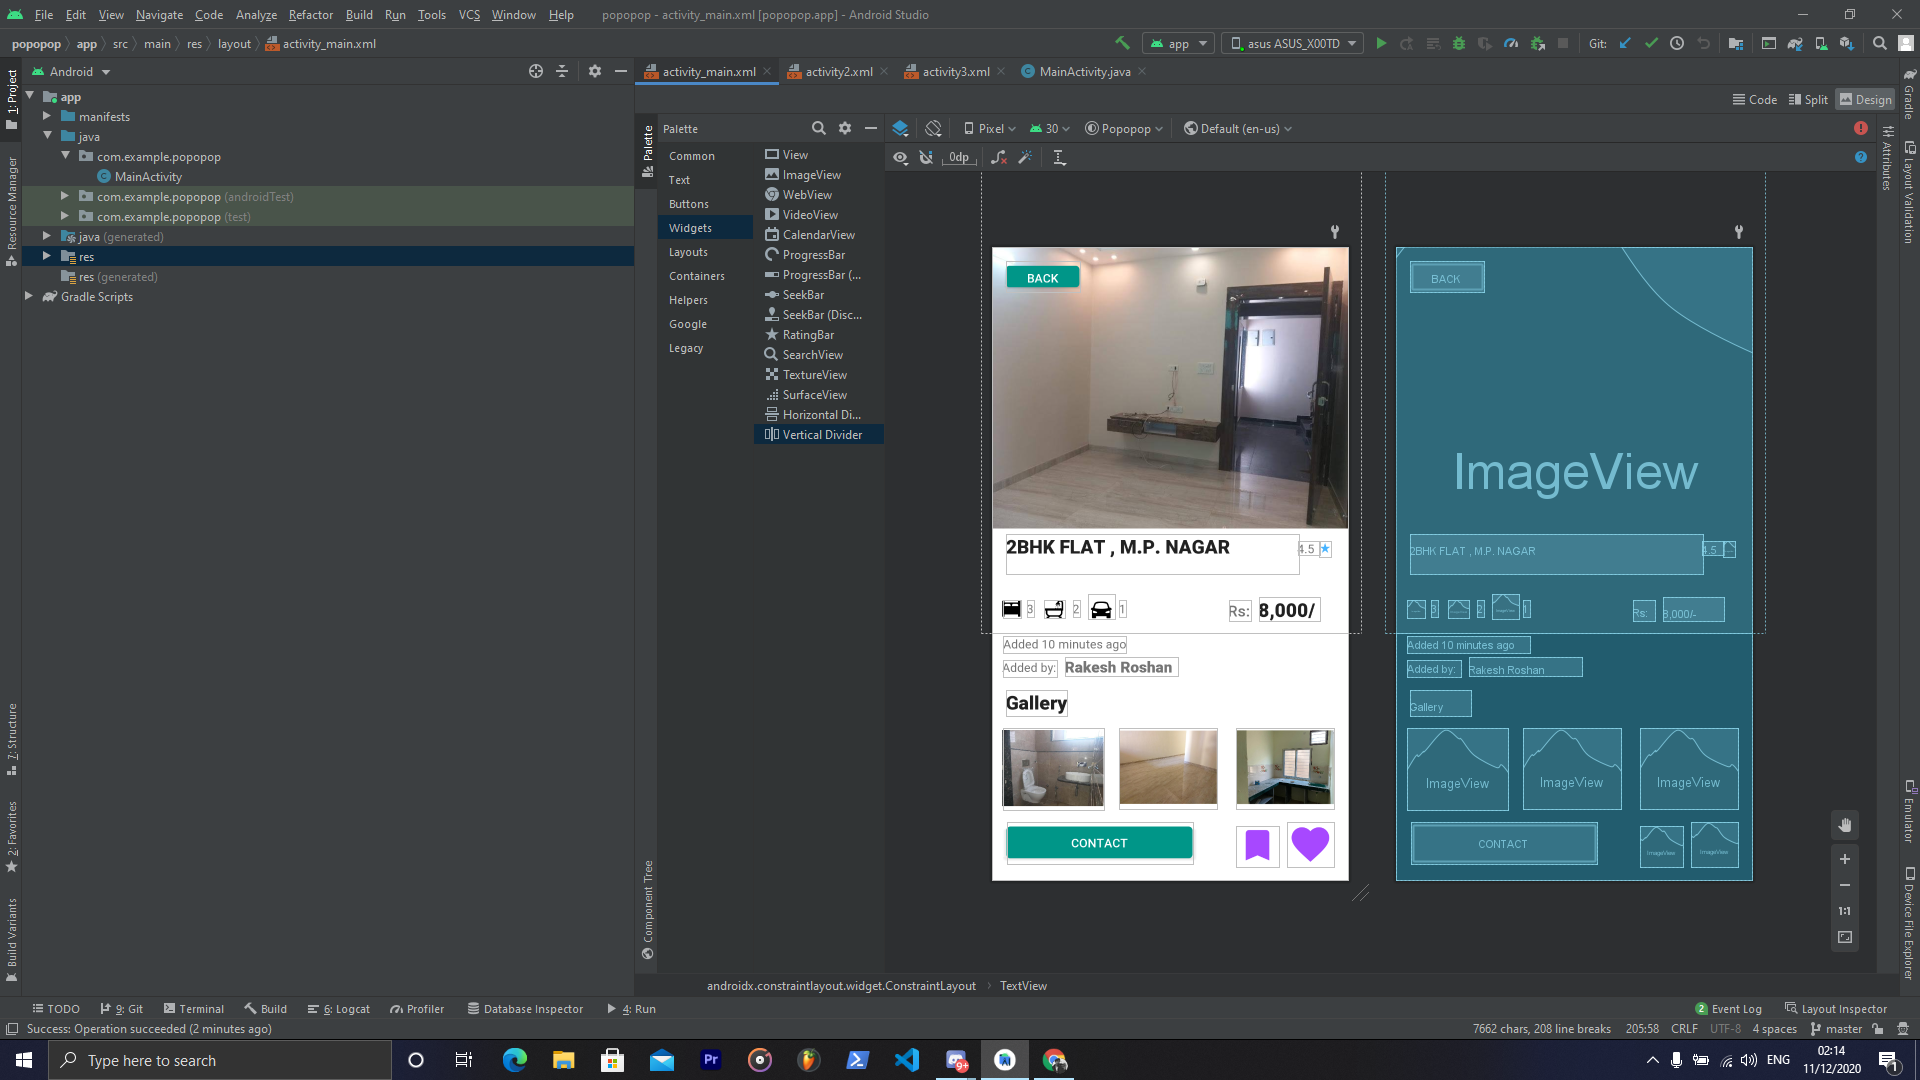 File Edit View Navigate Code Analyze Refactor Build Run Tools VCS Window Help popopop - activity_main.xml [popopop.app] - Android Studio
popopop app src main res layout activity_main.xml app asus ASUS_X00TD Git:
Android activity_main.xml activity2.xml activity3.xml MainActivity.java
Code Split Design
1: Project
Resource Manager
7: Structure
2: Favorites
Build Variants
app
manifests
java
com.example.popopop
MainActivity
com.example.popopop (androidTest)
com.example.popopop (test)
java (generated)
res
res (generated)
Gradle Scripts
Palette
Component Tree
Palette
Common
Text
Buttons
Widgets
Layouts
Containers
Helpers
Google
Legacy
View
ImageView
WebView
VideoView
CalendarView
ProgressBar
ProgressBar (...
SeekBar
SeekBar (Disc...
RatingBar
SearchView
TextureView
SurfaceView
Horizontal Di...
Vertical Divider
Pixel 30 Popopop Default (en-us)
0dp
BACK
2BHK FLAT , M.P. NAGAR 4.5
3 2 1 Rs: 8,000/
Added 10 minutes ago
Added by: Rakesh Roshan
Gallery
CONTACT
BACK
ImageView
2BHK FLAT , M.P. NAGAR 4.5
3 2 1 Rs: 8,000/-
Added 10 minutes ago
Added by: Rakesh Roshan
Gallery
ImageView ImageView ImageView
CONTACT ImageView ImageView
1:1
Gradle
Attributes
Layout Validation
Emulator
Device File Explorer
androidx.constraintlayout.widget.ConstraintLayout TextView
TODO 9: Git Terminal Build 6: Logcat Profiler Database Inspector 4: Run 2 Event Log Layout Inspector
Success: Operation succeeded (2 minutes ago) 7662 chars, 208 line breaks 205:58 CRLF UTF-8 4 spaces master
Type here to search Pr 9+ ENG 02:14
11/12/2020 1